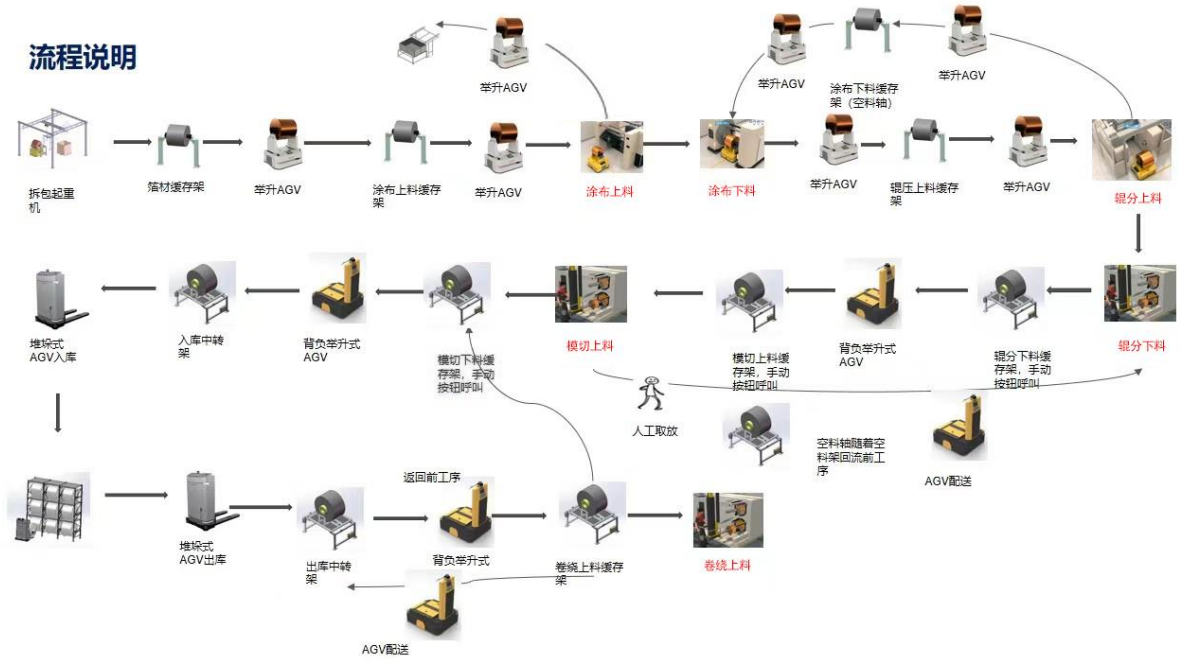 流程说明
举升AGV
举升AGV
涂布下料缓存
架（空料轴）
举升AGV
拆包起重
机
箔材缓存架
举升AGV
涂布上料缓存
架
举升AGV
涂布上料
涂布下料
举升AGV
辊压上料缓存
架
举升AGV
辊分上料
堆垛式
AGV入库
入库中转
架
背负举升式
AGV
模切下料缓
存架，手动
按钮呼叫
模切上料
模切上料缓
存架，手动
按钮呼叫
背负举升式
AGV
辊分下料缓
存架，手动
按钮呼叫
辊分下料
人工取放
空料轴随着空
料架回流前工
序
AGV配送
堆垛式
AGV出库
出库中转
架
返回前工序
背负举升式
卷绕上料缓存
架
卷绕上料
AGV配送